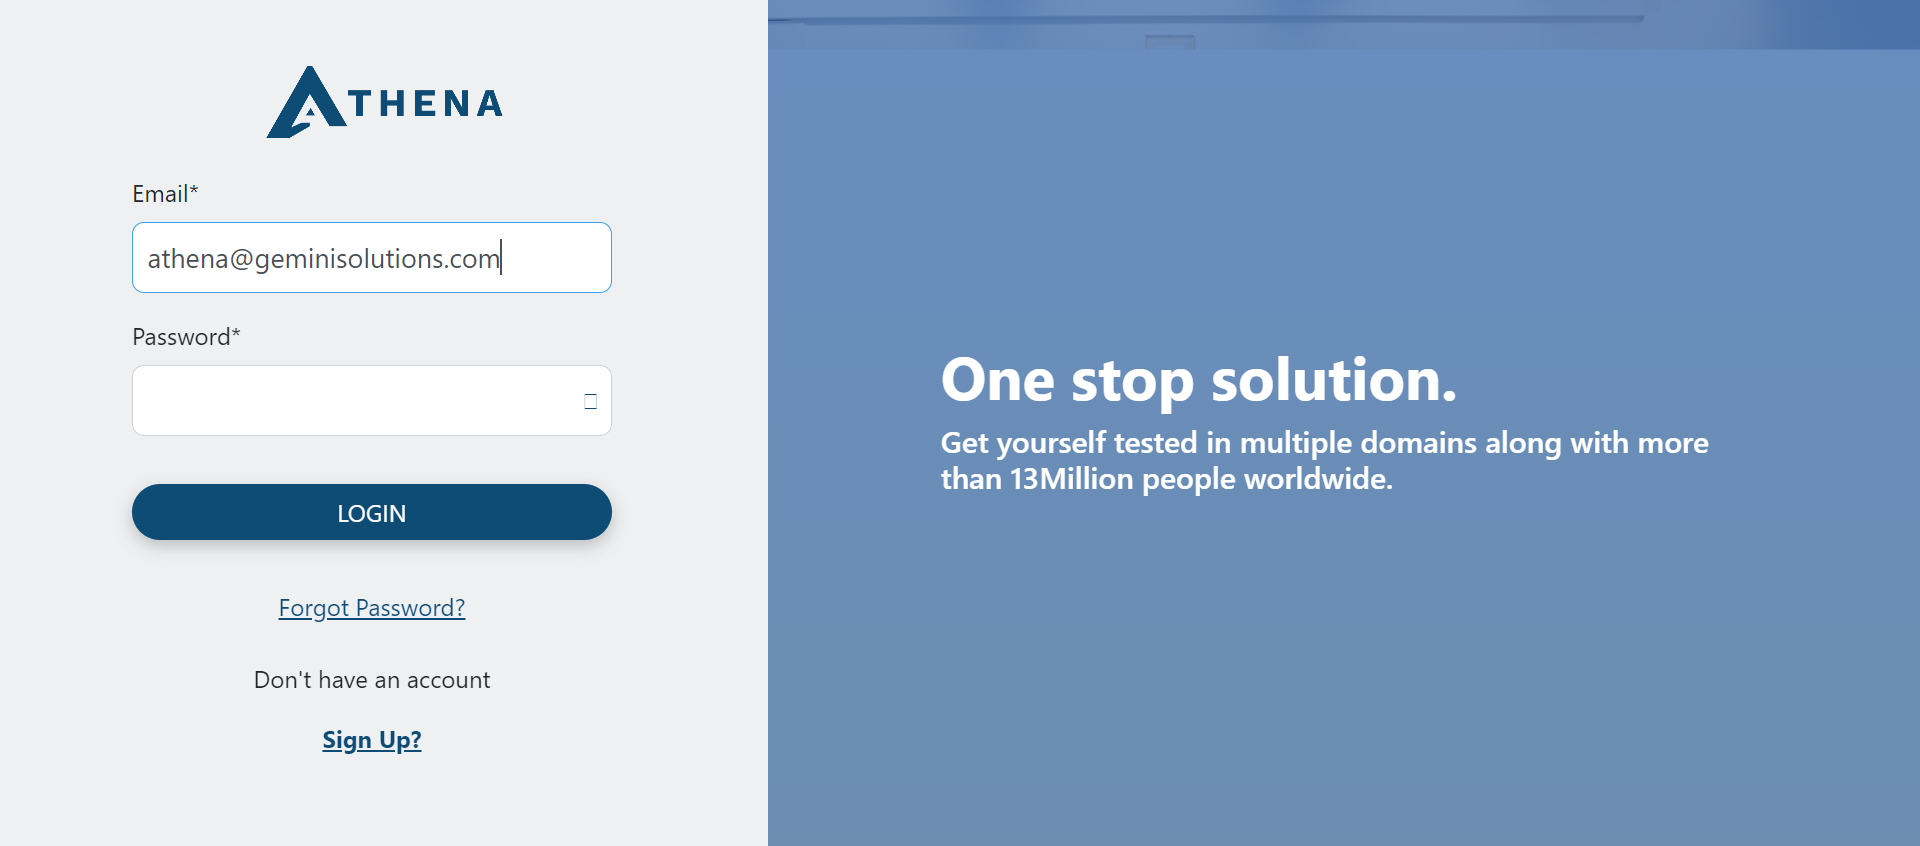 ATHENA
Email*
athena@geminisolutions.com
Password*
LOGIN
Forgot Password?
Don't have an account
Sign Up?
One stop solution.
Get yourself tested in multiple domains along with more
than 13Million people worldwide.